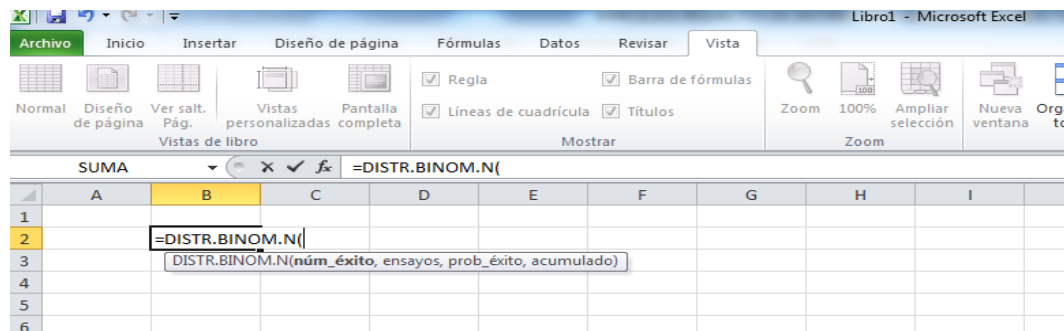 Libro1 - Microsoft Excel
Archivo Inicio Insertar Diseño de página Fórmulas Datos Revisar Vista
Regla Barra de fórmulas
Normal Diseño Ver salt. Vistas Pantalla Líneas de cuadrícula Títulos Zoom 100% Ampliar Nueva Org
de página Pág. personalizadas completa selección ventana to
Vistas de libro Mostrar Zoom
SUMA fx =DISTR.BINOM.N(
A B C D E F G H I
1
2 =DISTR.BINOM.N(
3 DISTR.BINOM.N(núm_éxito, ensayos, prob_éxito, acumulado)
4
5
6